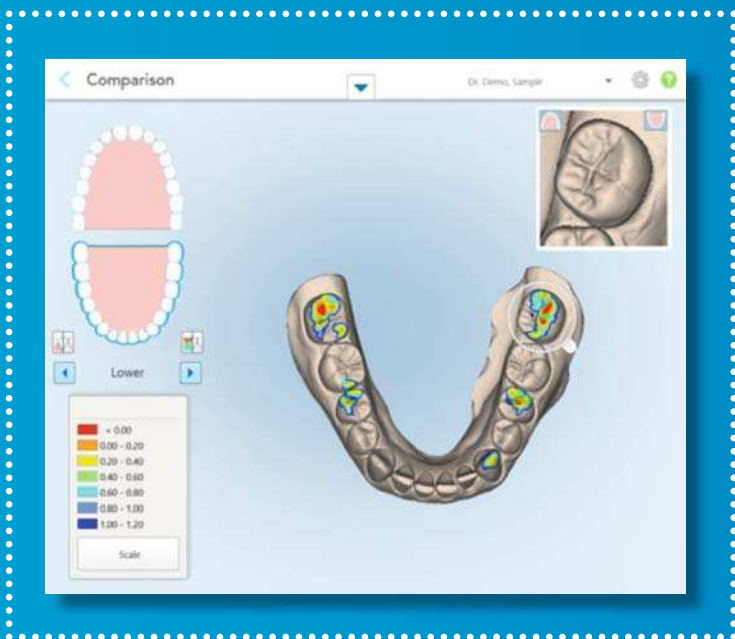 Comparison
Dr. Demo, Sample
?
Lower
< 0.00
0.00 - 0.20
0.20 - 0.40
0.40 - 0.60
0.60 - 0.80
0.80 - 1.00
1.00 - 1.20
Scale